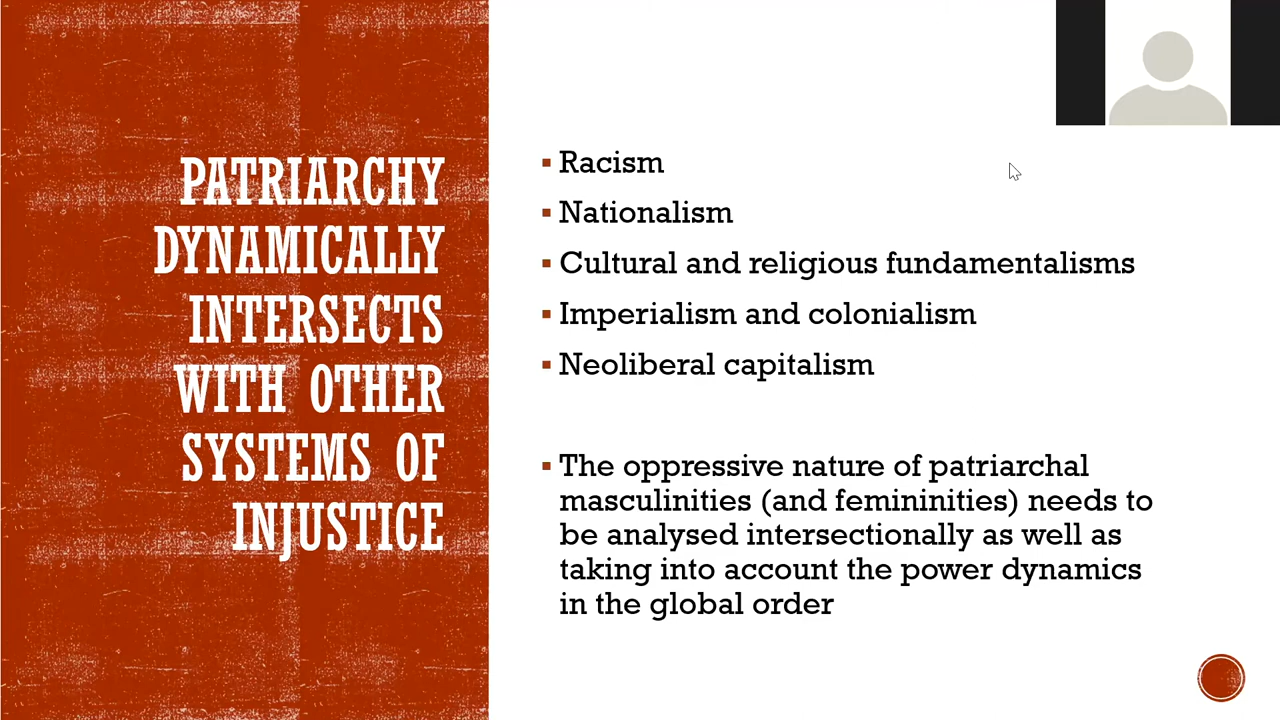 PATRIARCHY
DYNAMICALLY
INTERSECTS
WITH OTHER
SYSTEMS OF
INJUSTICE
Racism
Nationalism
Cultural and religious fundamentalisms
Imperialism and colonialism
Neoliberal capitalism
The oppressive nature of patriarchal
masculinities (and femininities) needs to
be analysed intersectionally as well as
taking into account the power dynamics
in the global order